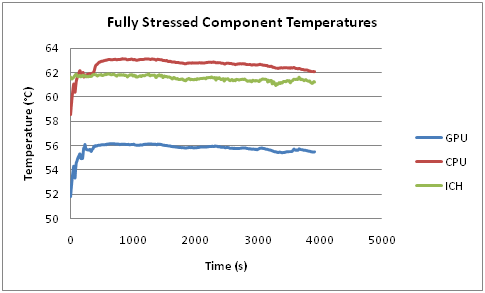 Fully Stressed Component Temperatures
Temperature (°C)
64
62
60
58
56
54
52
50
0 1000 2000 3000 4000 5000
Time (s)
GPU
CPU
ICH